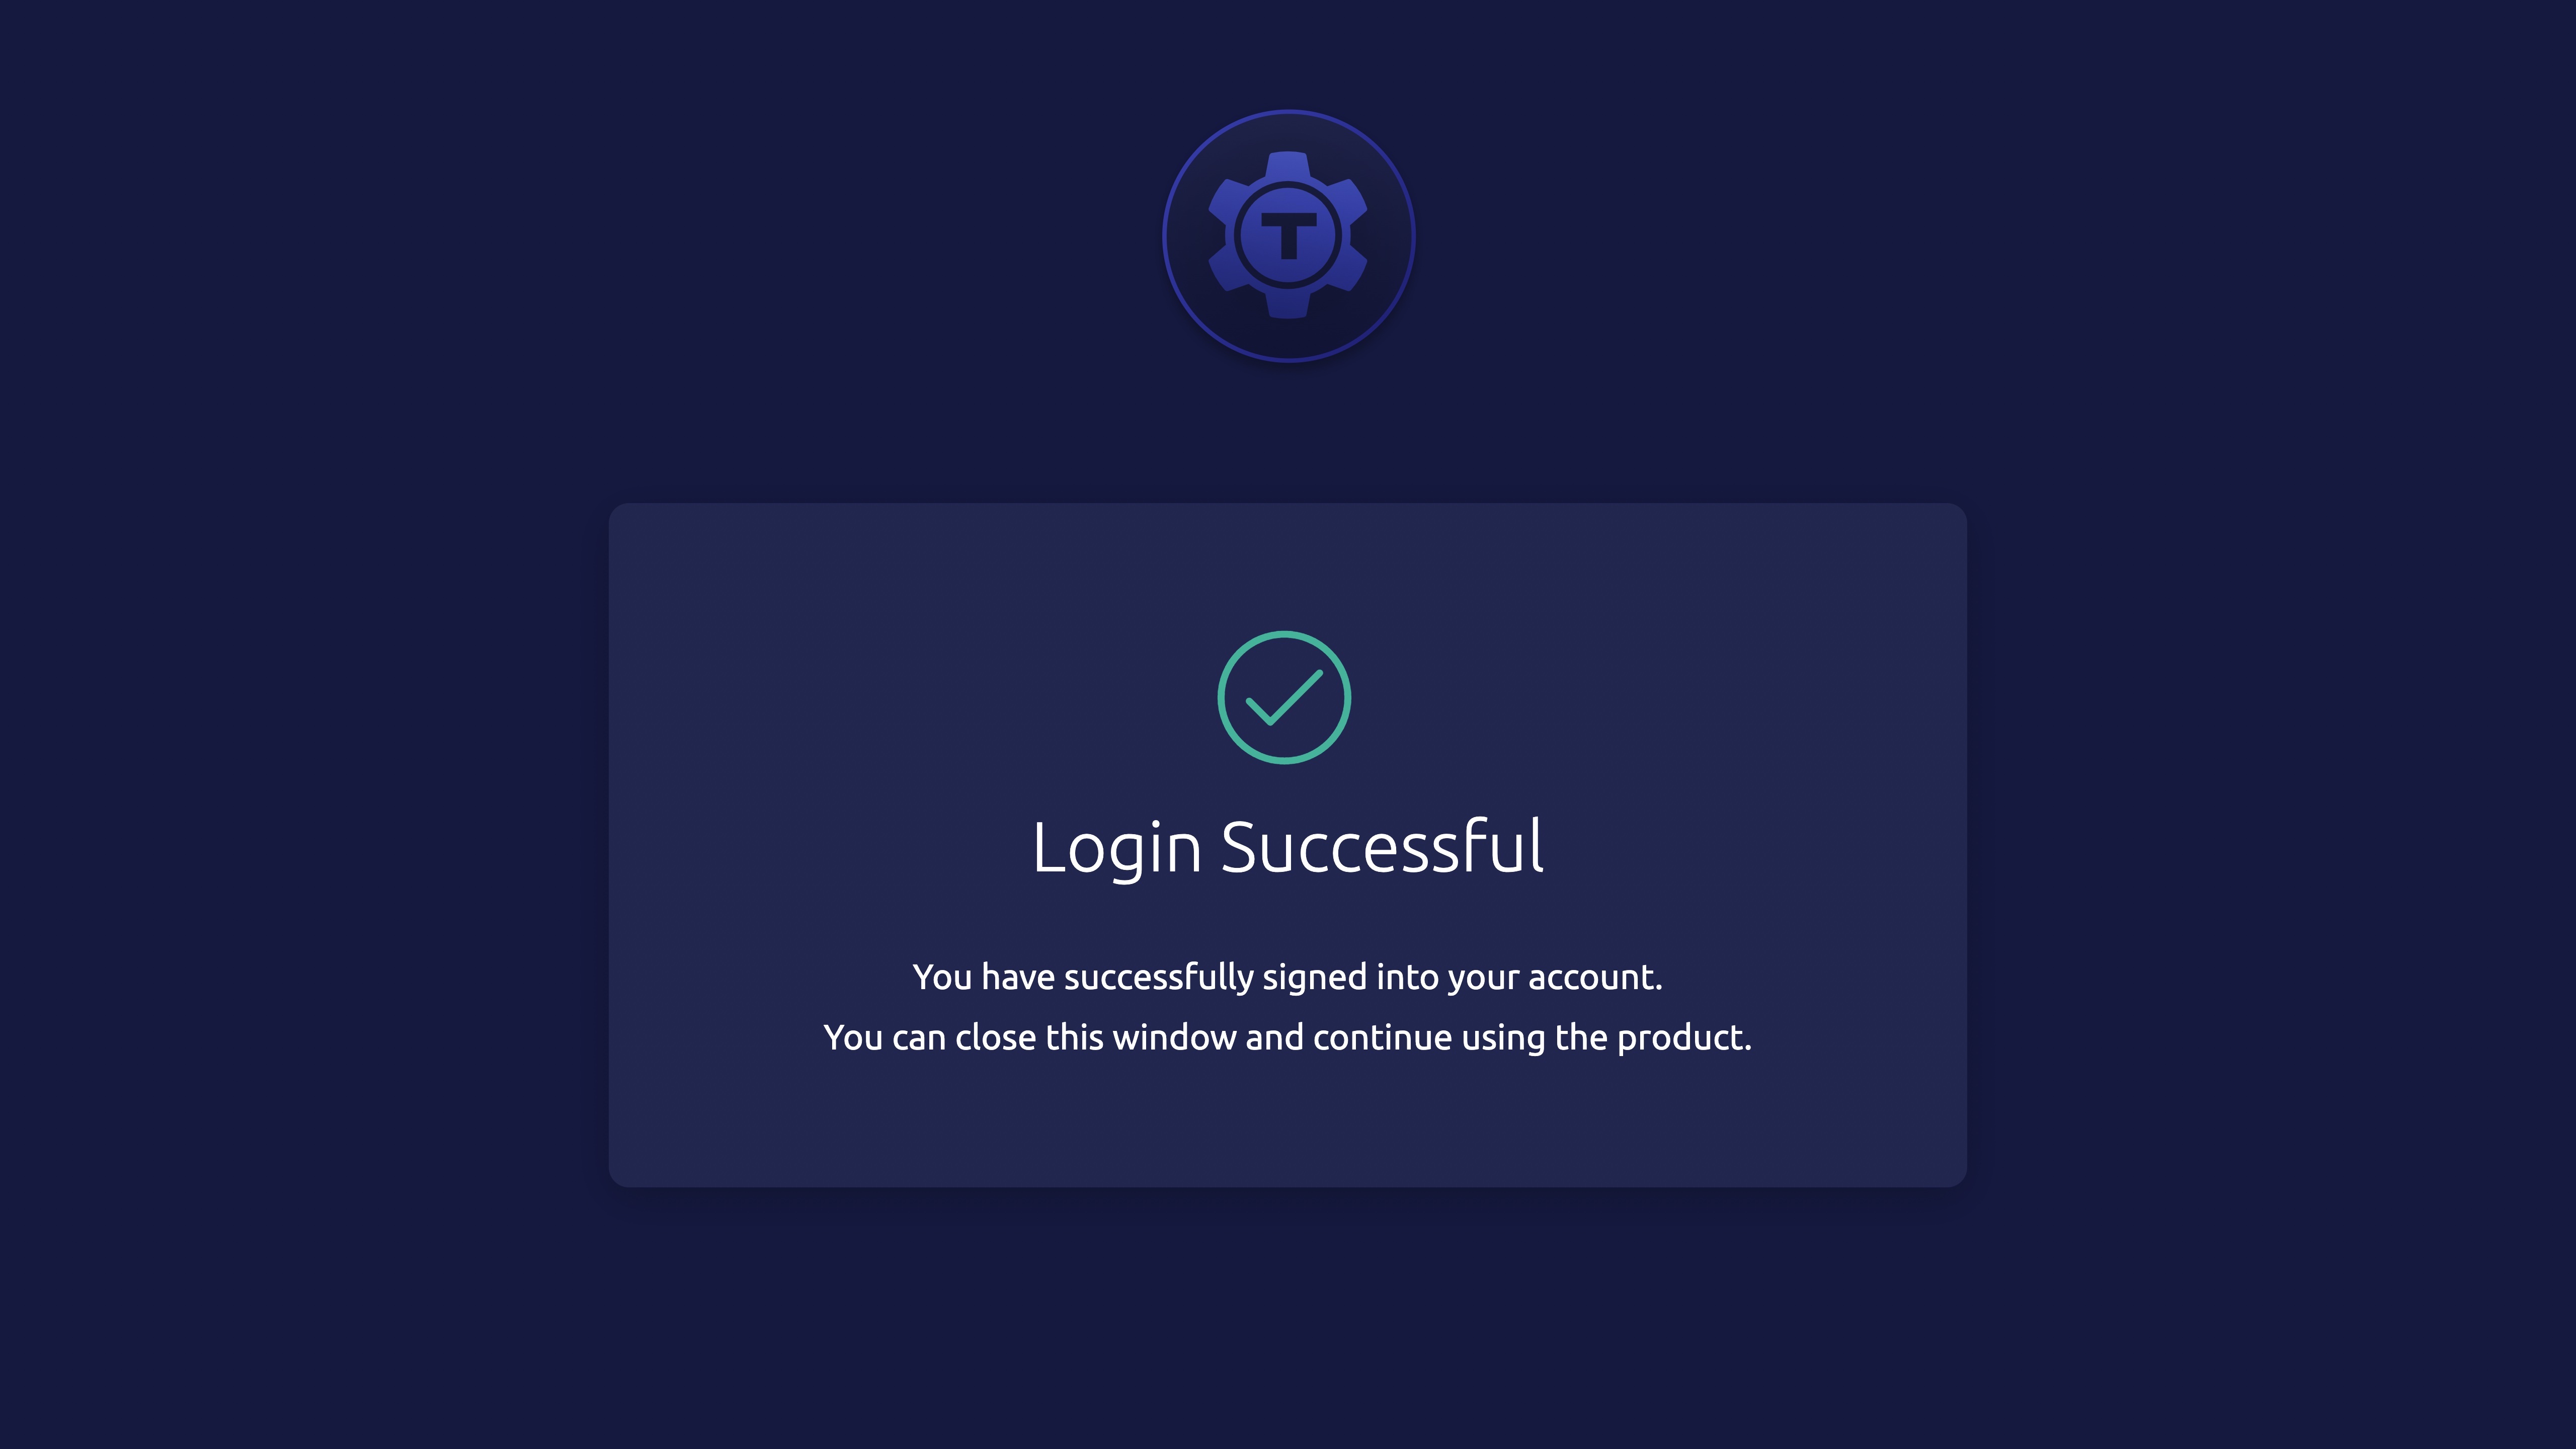 T
Login Successful
You have successfully signed into your account.
You can close this window and continue using the product.